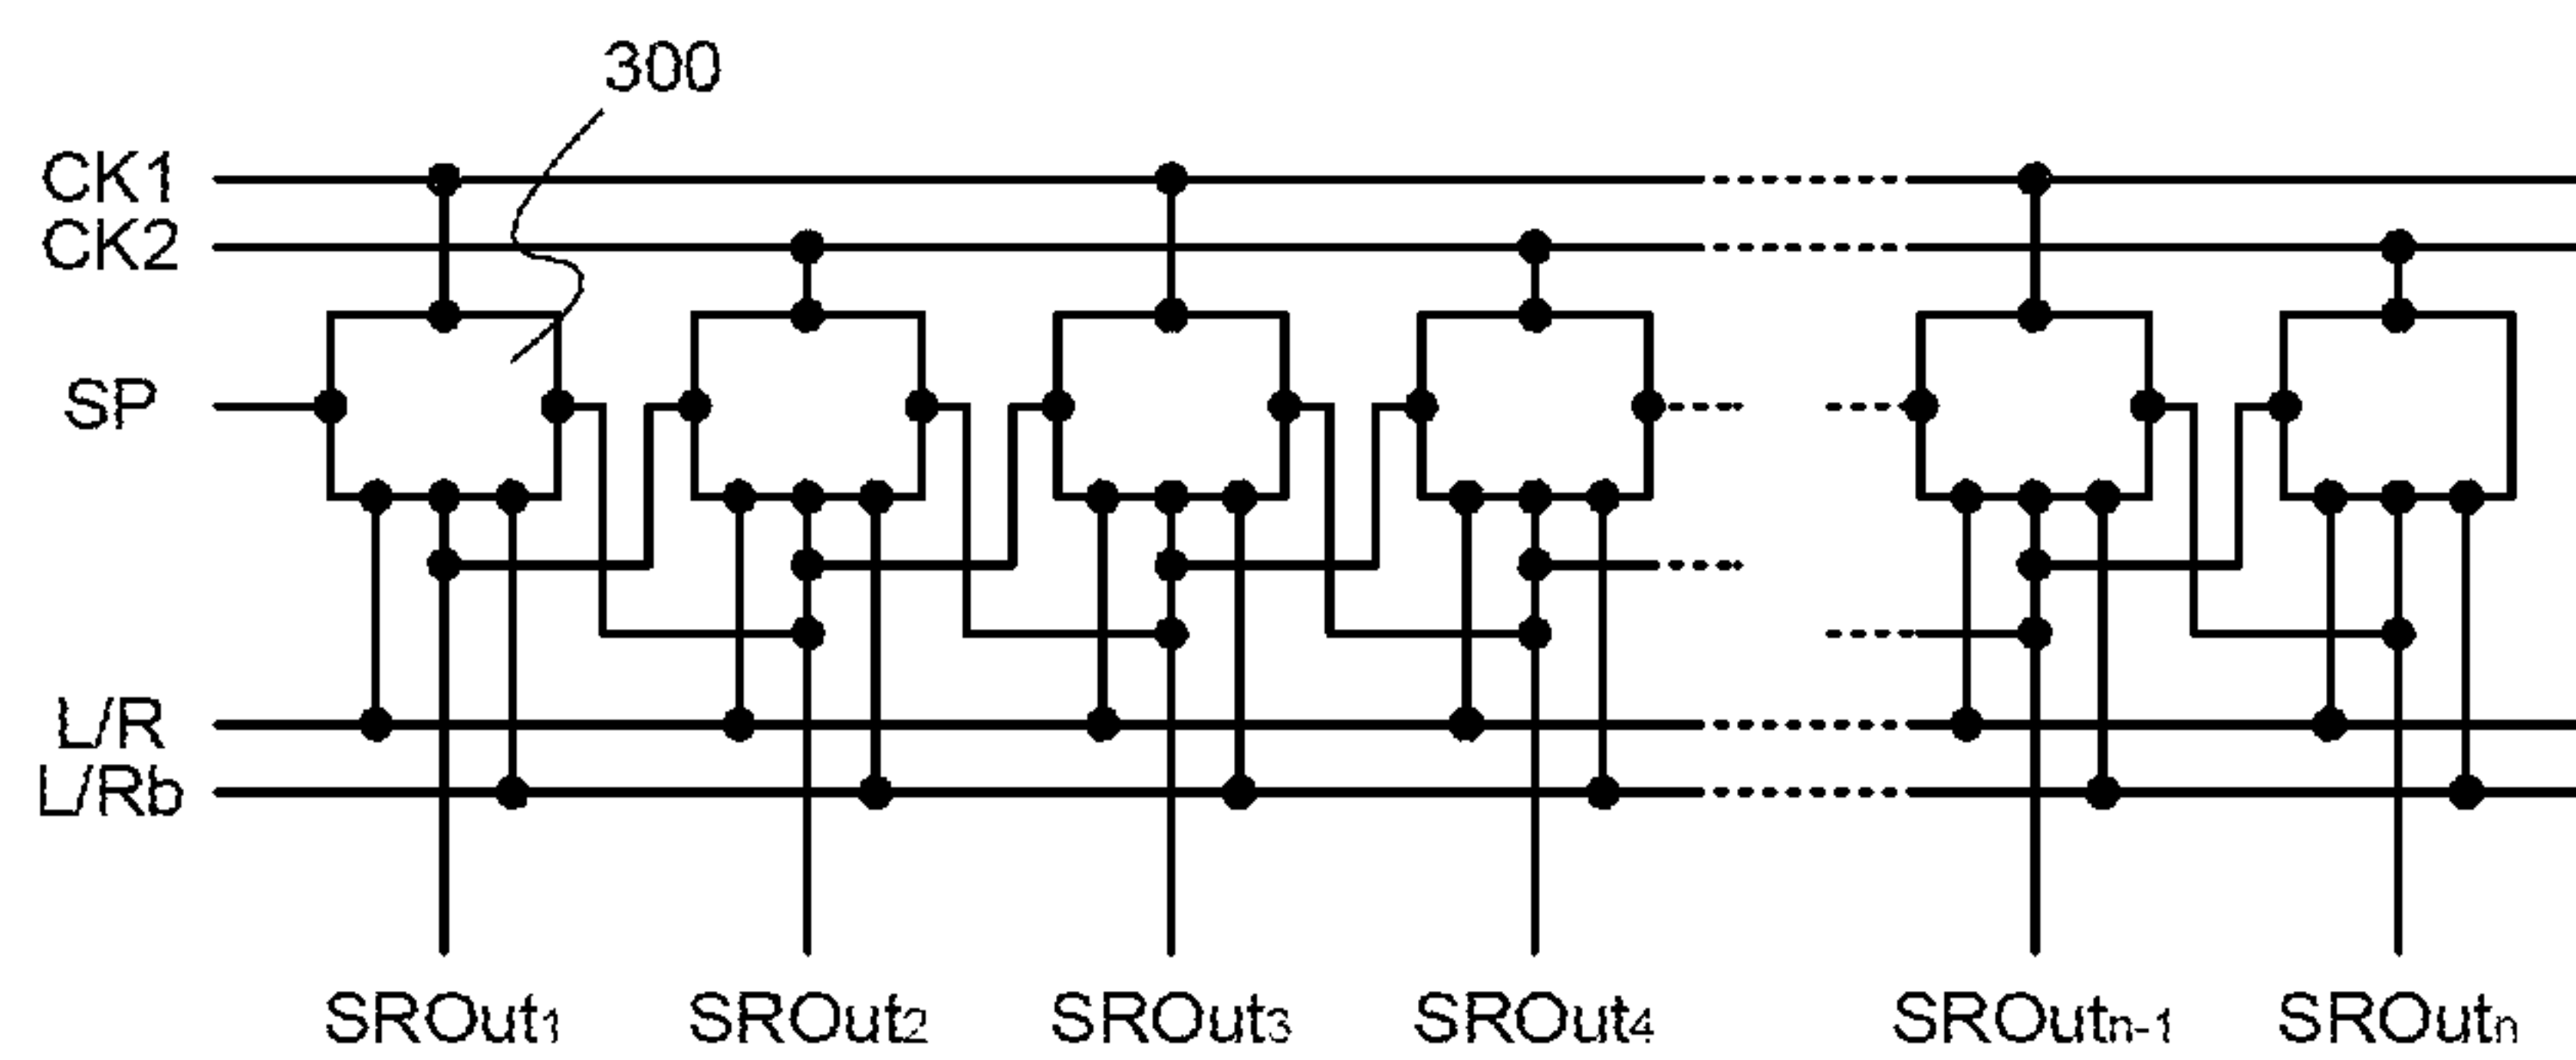 300
CK1
CK2
SP
L/R
L/Rb
SROut1 SROut2 SROut3 SROut4 SROutn-1 SROutn